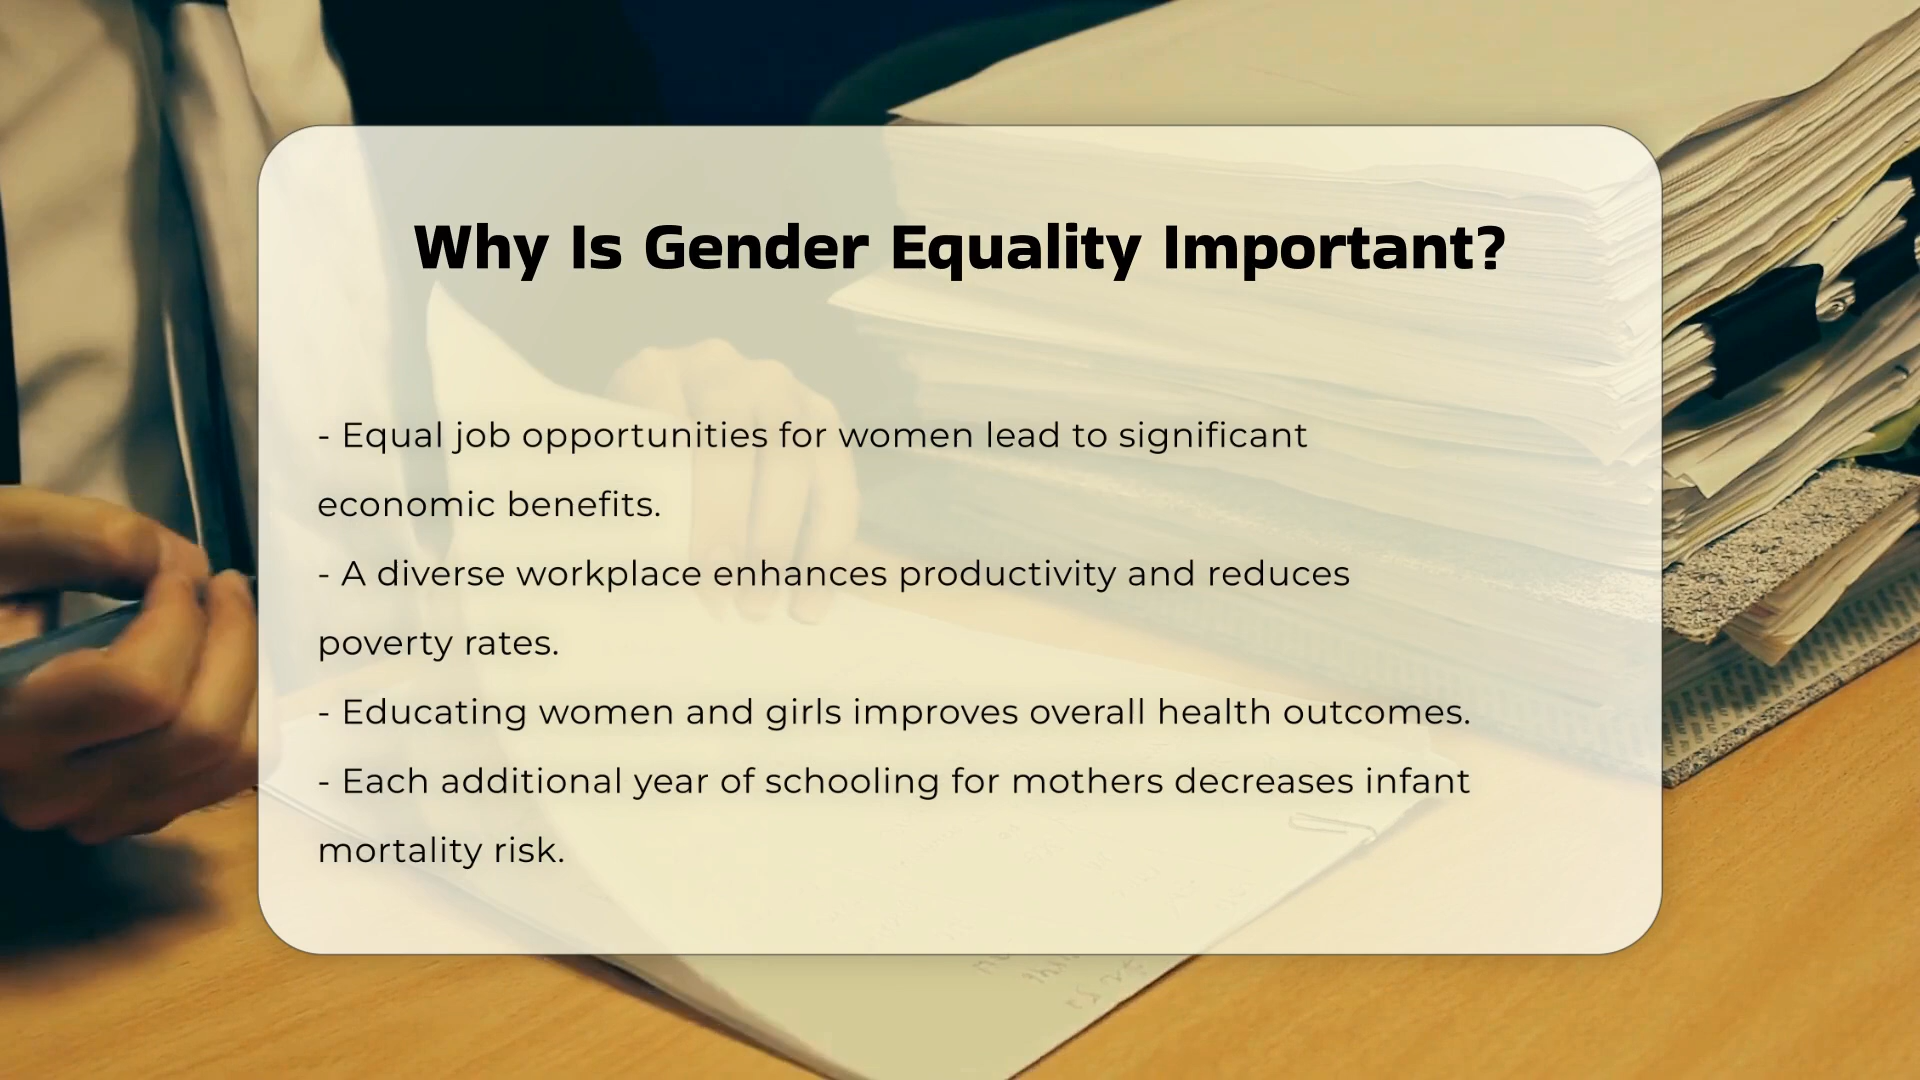 Why Is Gender Equality Important?
- Equal job opportunities for women lead to significant
economic benefits.
- A diverse workplace enhances productivity and reduces
poverty rates.
- Educating women and girls improves overall health outcomes.
- Each additional year of schooling for mothers decreases infant
mortality risk.